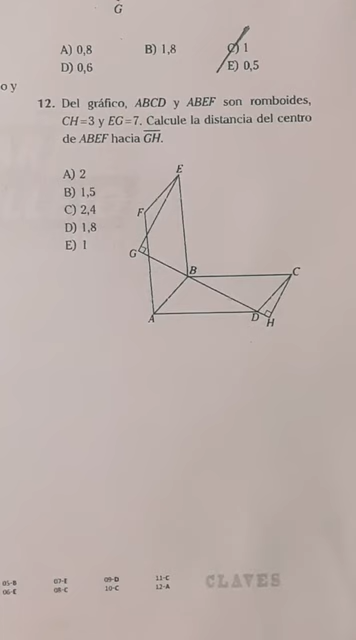 G
A) 0,8 B) 1,8 C) 1
D) 0,6 E) 0,5
o y
12. Del gráfico, ABCD y ABEF son romboides,
CH=3 y EG=7. Calcule la distancia del centro
de ABEF hacia GH.
A) 2
B) 1,5
C) 2,4
D) 1,8
E) 1
E
F
G
B
C
A
D
H
05-B 07-E 09-D 11-C
06-E 08-C 10-C 12-A
CLAVES